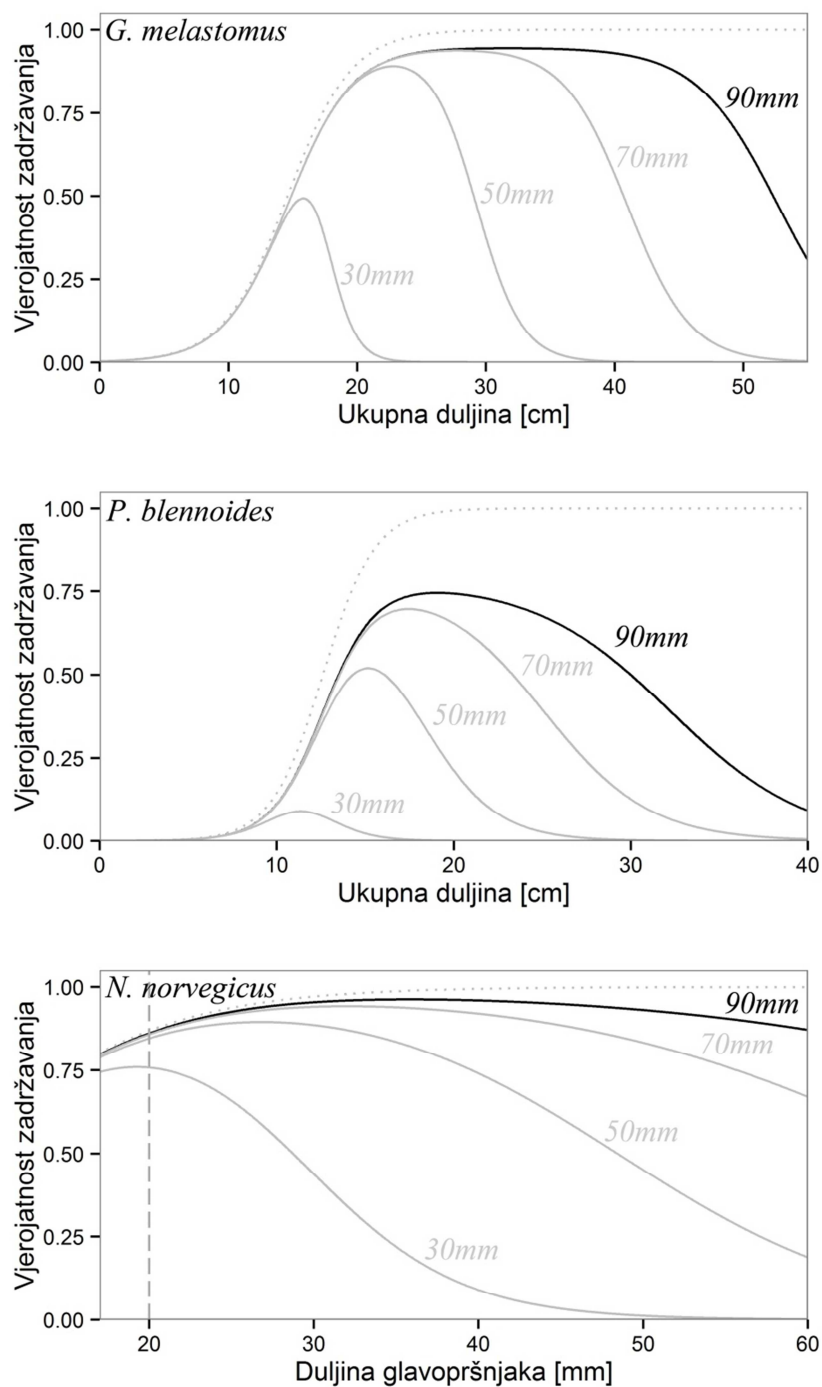 G. melastomus
Vjerojatnost zadržavanja
1.00
0.75
0.50
0.25
0.00
90mm
70mm
50mm
30mm
0 10 20 30 40 50
Ukupna duljina [cm]
P. blennoides
Vjerojatnost zadržavanja
1.00
0.75
0.50
0.25
0.00
90mm
70mm
50mm
30mm
0 10 20 30 40
Ukupna duljina [cm]
N. norvegicus
Vjerojatnost zadržavanja
1.00
0.75
0.50
0.25
0.00
90mm
70mm
50mm
30mm
20 30 40 50 60
Duljina glavopršnjaka [mm]